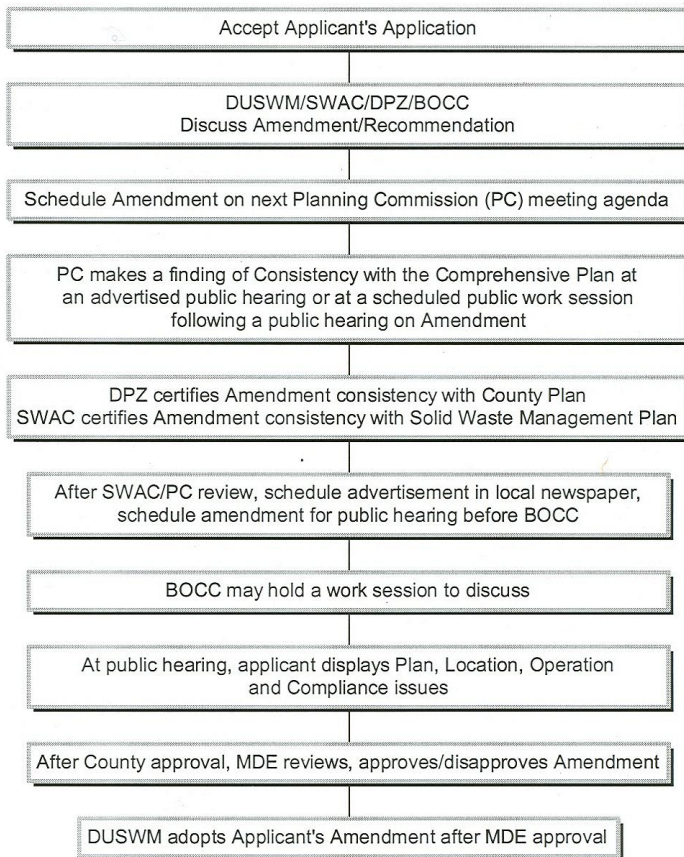 Accept Applicant's Application
DUSWM/SWAC/DPZ/BOCC
Discuss Amendment/Recommendation
Schedule Amendment on next Planning Commission (PC) meeting agenda
PC makes a finding of Consistency with the Comprehensive Plan at
an advertised public hearing or at a scheduled public work session
following a public hearing on Amendment
DPZ certifies Amendment consistency with County Plan
SWAC certifies Amendment consistency with Solid Waste Management Plan
After SWAC/PC review, schedule advertisement in local newspaper,
schedule amendment for public hearing before BOCC
BOCC may hold a work session to discuss
At public hearing, applicant displays Plan, Location, Operation
and Compliance issues
After County approval, MDE reviews, approves/disapproves Amendment
DUSWM adopts Applicant's Amendment after MDE approval